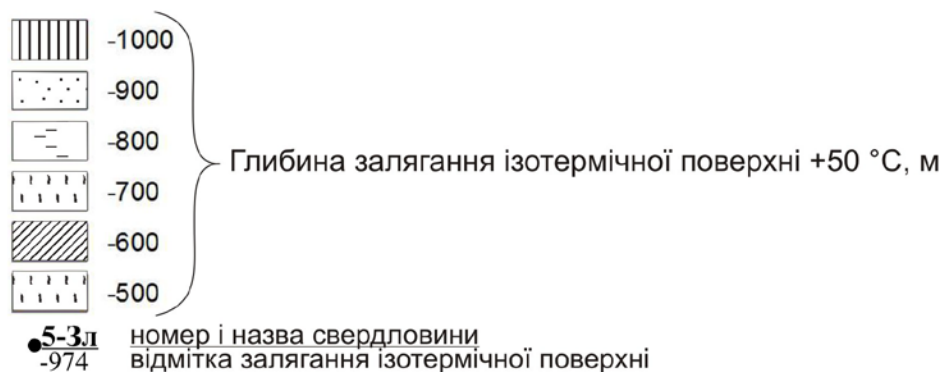 -1000
-900
-800
Глибина залягання ізотермічної поверхні +50 °C, м
-700
-600
-500
5-Зл номер і назва свердловини
-974 відмітка залягання ізотермічної поверхні